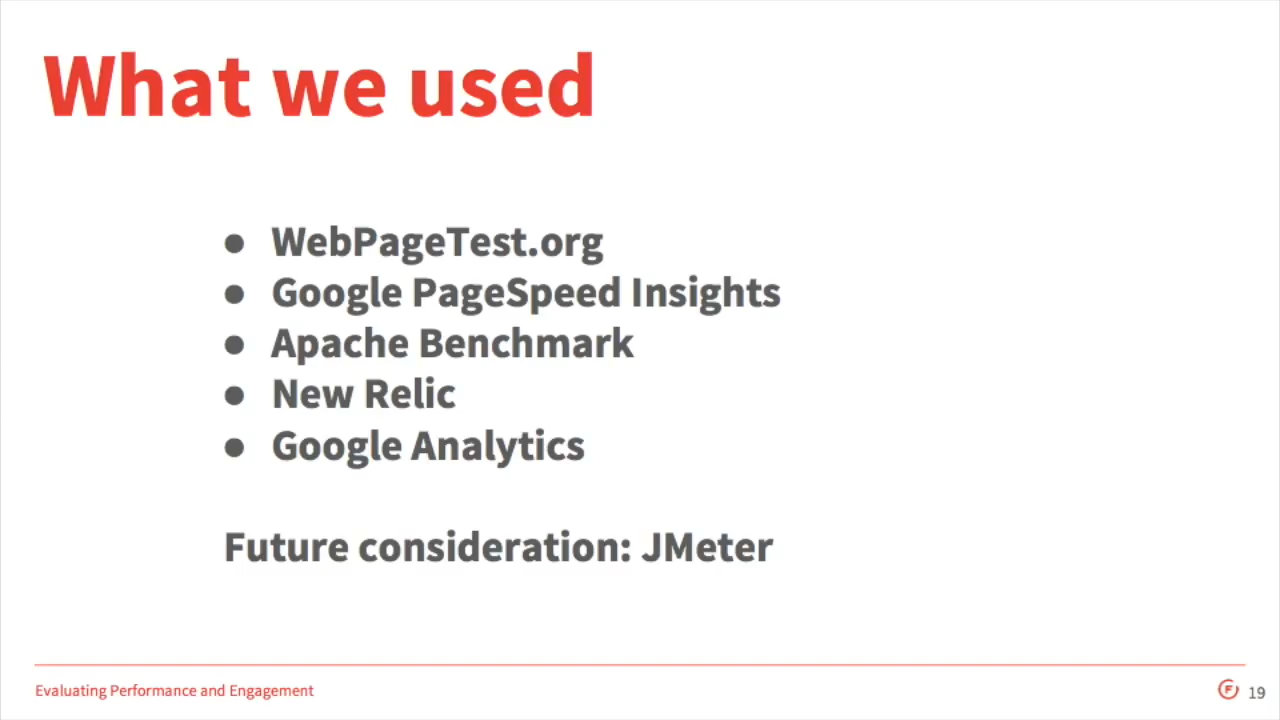 What we used
● WebPageTest.org
● Google PageSpeed Insights
● Apache Benchmark
● New Relic
● Google Analytics
Future consideration: JMeter
Evaluating Performance and Engagement
F 19